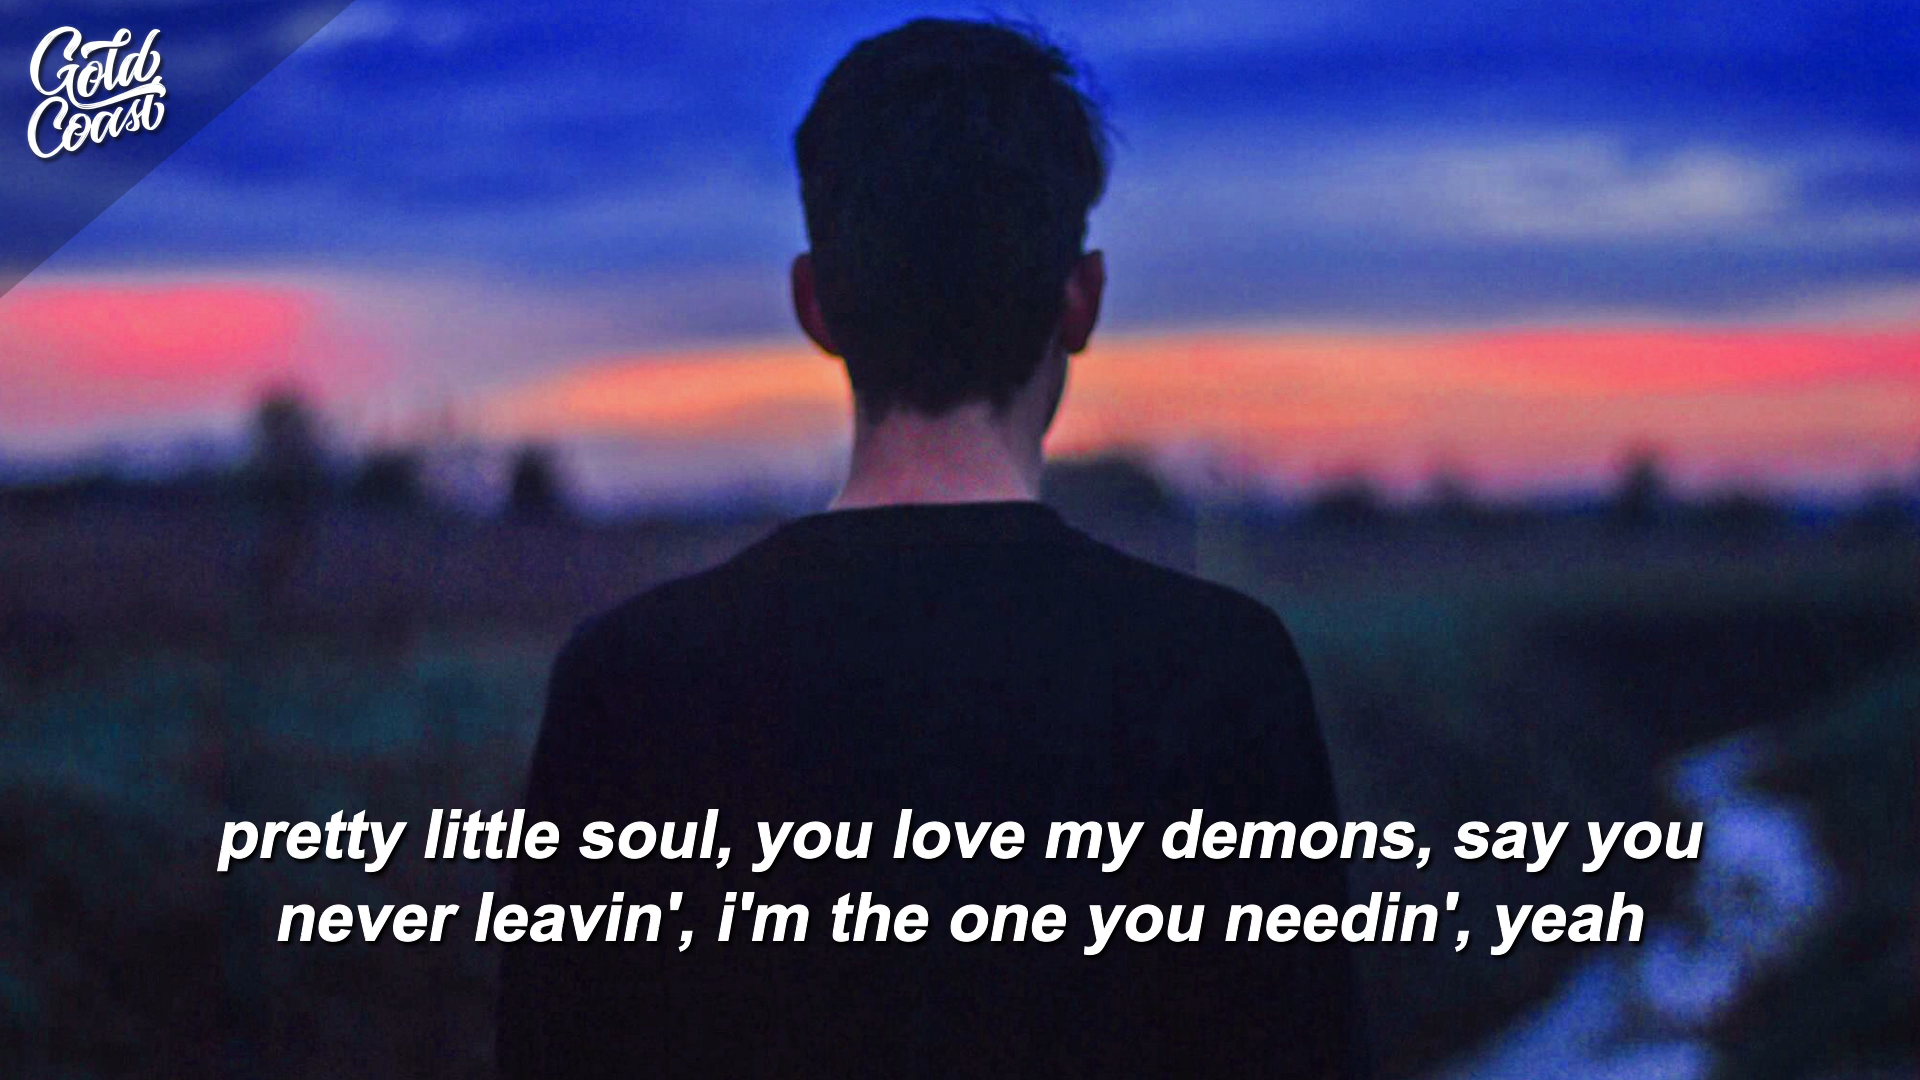 Gold
Coast
pretty little soul, you love my demons, say you
never leavin', i'm the one you needin', yeah